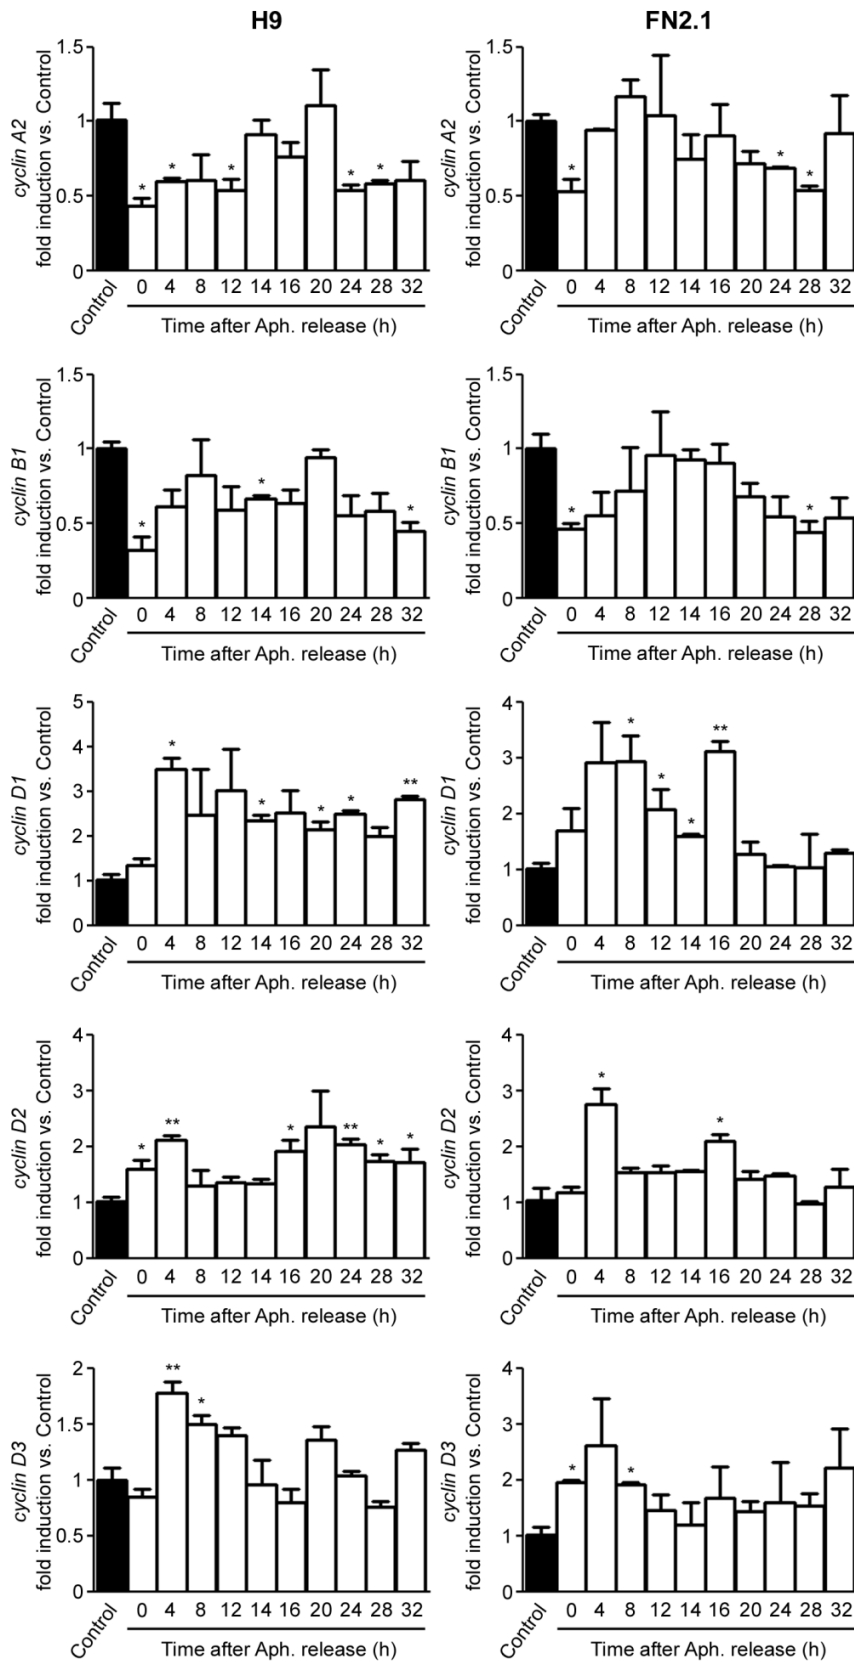 H9
FN2.1
cyclin A2
fold induction vs. Control
1.5
1
0.5
0
*
*
*
*
*
Control
0 4 8 12 14 16 20 24 28 32
Time after Aph. release (h)
cyclin A2
fold induction vs. Control
1.5
1
0.5
0
*
*
*
Control
0 4 8 12 14 16 20 24 28 32
Time after Aph. release (h)
cyclin B1
fold induction vs. Control
1.5
1
0.5
0
*
*
*
Control
0 4 8 12 14 16 20 24 28 32
Time after Aph. release (h)
cyclin B1
fold induction vs. Control
1.5
1
0.5
0
*
*
Control
0 4 8 12 14 16 20 24 28 32
Time after Aph. release (h)
cyclin D1
fold induction vs. Control
5
4
3
2
1
0
*
*
*
*
**
Control
0 4 8 12 14 16 20 24 28 32
Time after Aph. release (h)
cyclin D1
fold induction vs. Control
4
3
2
1
0
*
*
*
**
Control
0 4 8 12 14 16 20 24 28 32
Time after Aph. release (h)
cyclin D2
fold induction vs. Control
4
3
2
1
0
*
**
*
**
*
*
Control
0 4 8 12 14 16 20 24 28 32
Time after Aph. release (h)
cyclin D2
fold induction vs. Control
4
3
2
1
0
*
*
Control
0 4 8 12 14 16 20 24 28 32
Time after Aph. release (h)
cyclin D3
fold induction vs. Control
2
1.5
1
0.5
0
**
*
Control
0 4 8 12 14 16 20 24 28 32
Time after Aph. release (h)
cyclin D3
fold induction vs. Control
4
3
2
1
0
*
*
Control
0 4 8 12 14 16 20 24 28 32
Time after Aph. release (h)